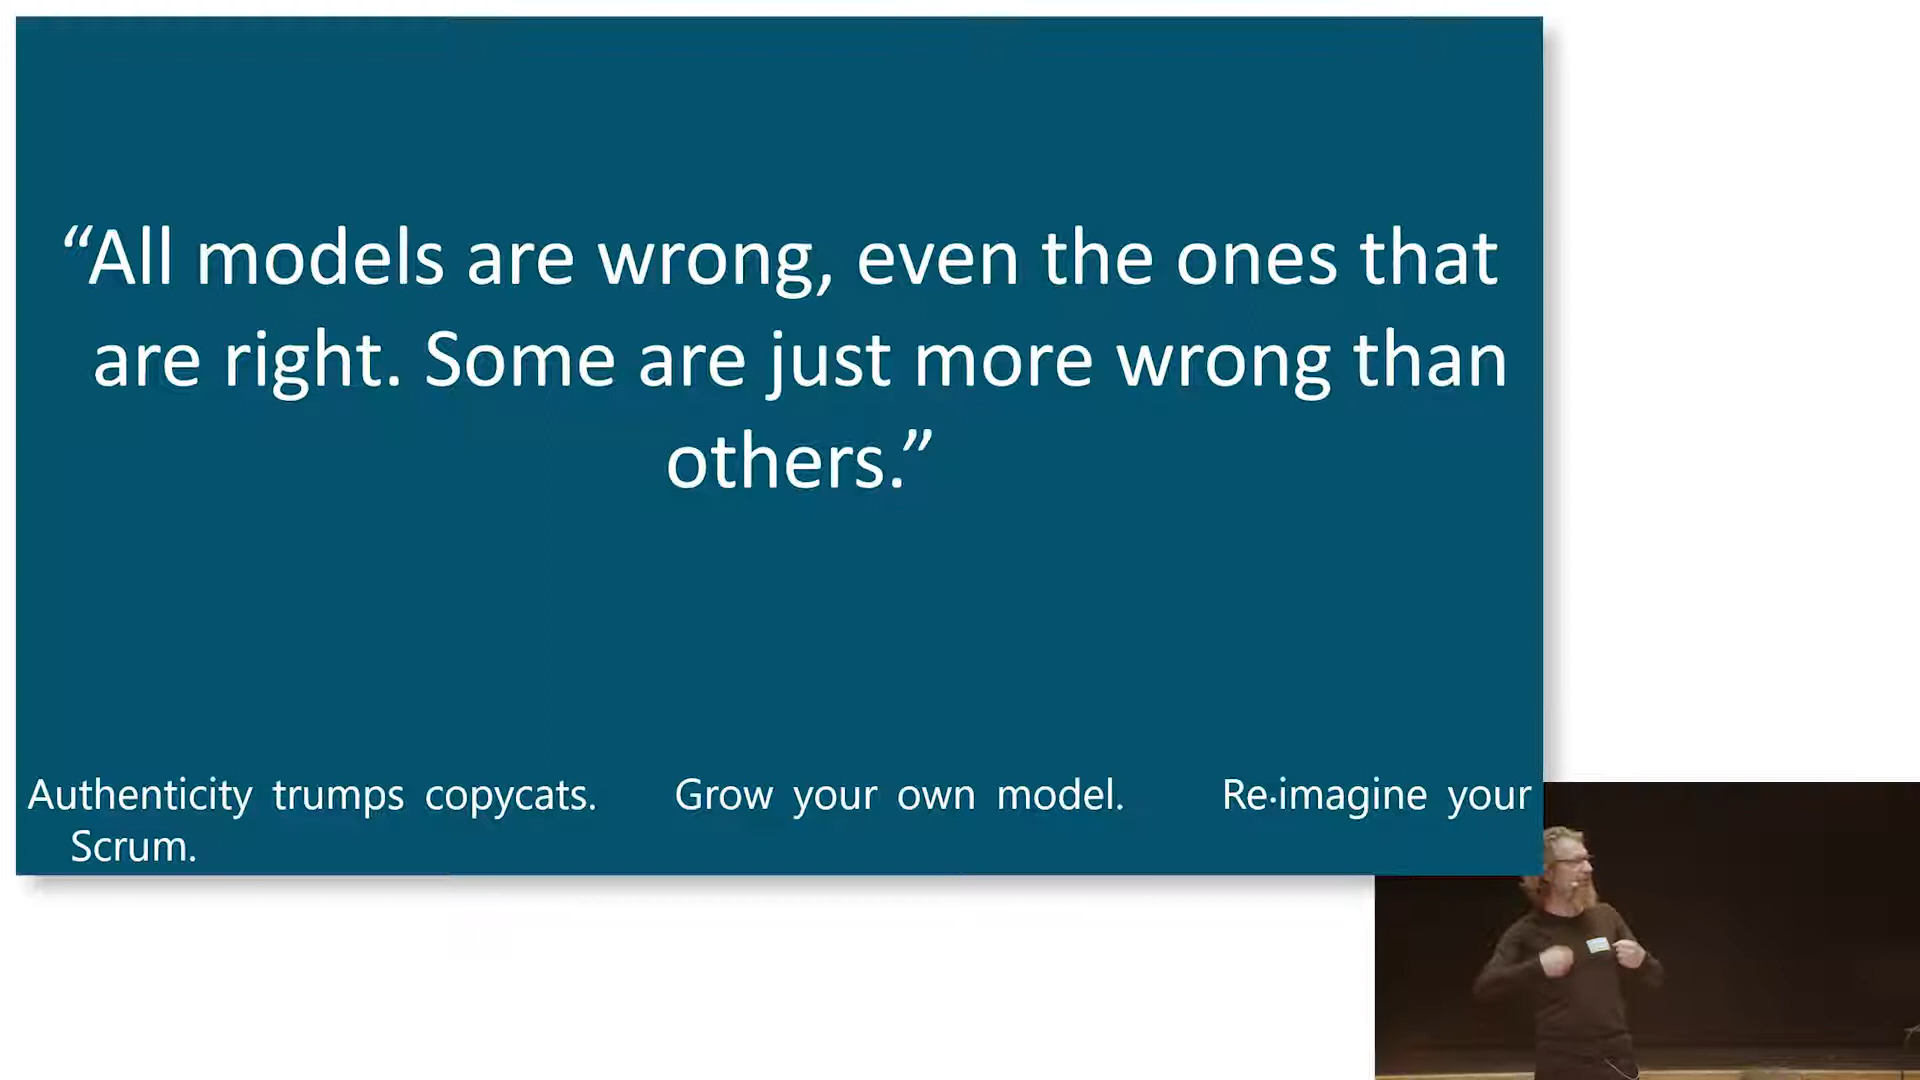 “All models are wrong, even the ones that
are right. Some are just more wrong than
others.”
Authenticity trumps copycats. Grow your own model. Re·imagine your
Scrum.